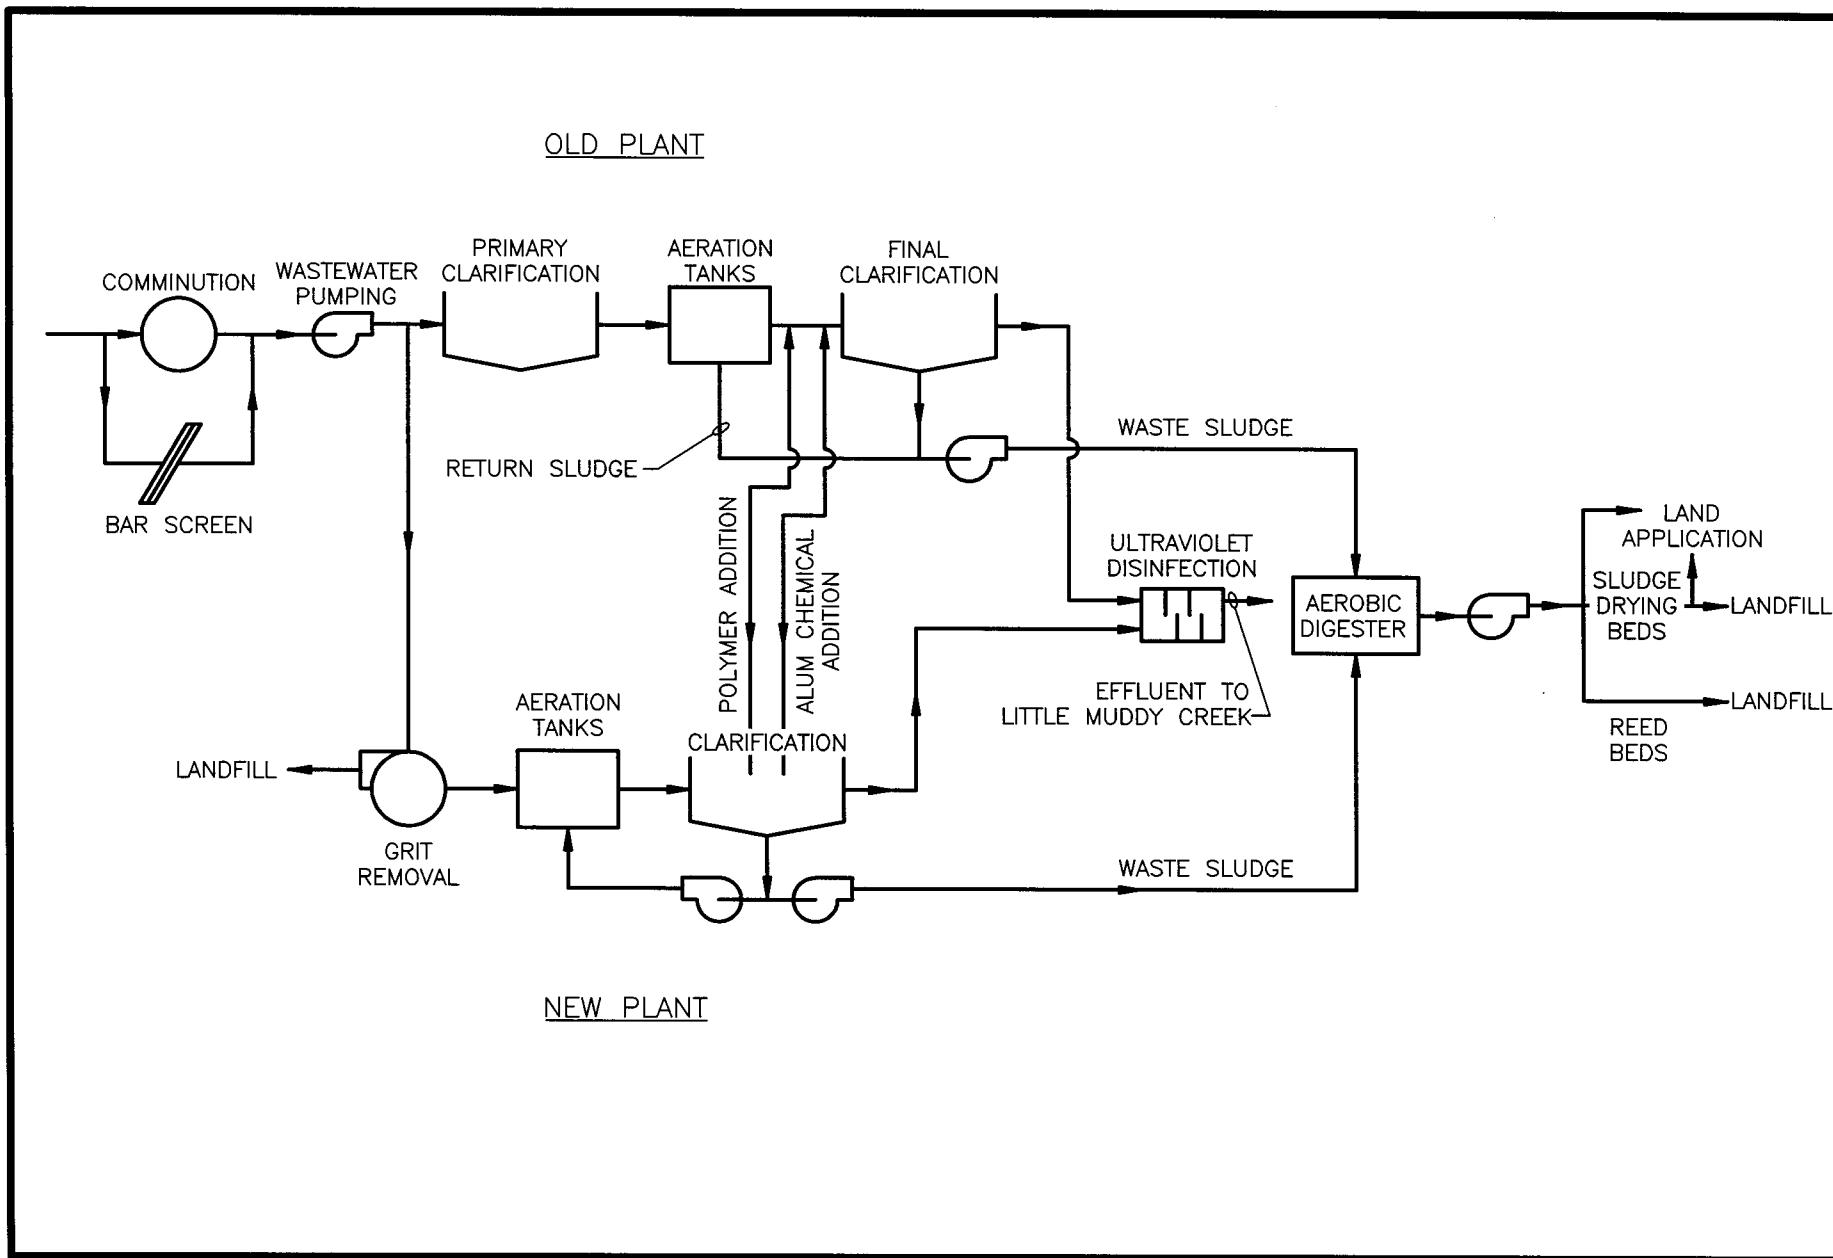 OLD PLANT
COMMINUTION
WASTEWATER
PUMPING
PRIMARY
CLARIFICATION
AERATION
TANKS
FINAL
CLARIFICATION
BAR SCREEN
RETURN SLUDGE
WASTE SLUDGE
POLYMER ADDITION
ALUM CHEMICAL
ADDITION
ULTRAVIOLET
DISINFECTION
EFFLUENT TO
LITTLE MUDDY CREEK
AEROBIC
DIGESTER
LAND
APPLICATION
SLUDGE
DRYING
BEDS
LANDFILL
LANDFILL
REED
BEDS
LANDFILL
GRIT
REMOVAL
AERATION
TANKS
CLARIFICATION
WASTE SLUDGE
NEW PLANT